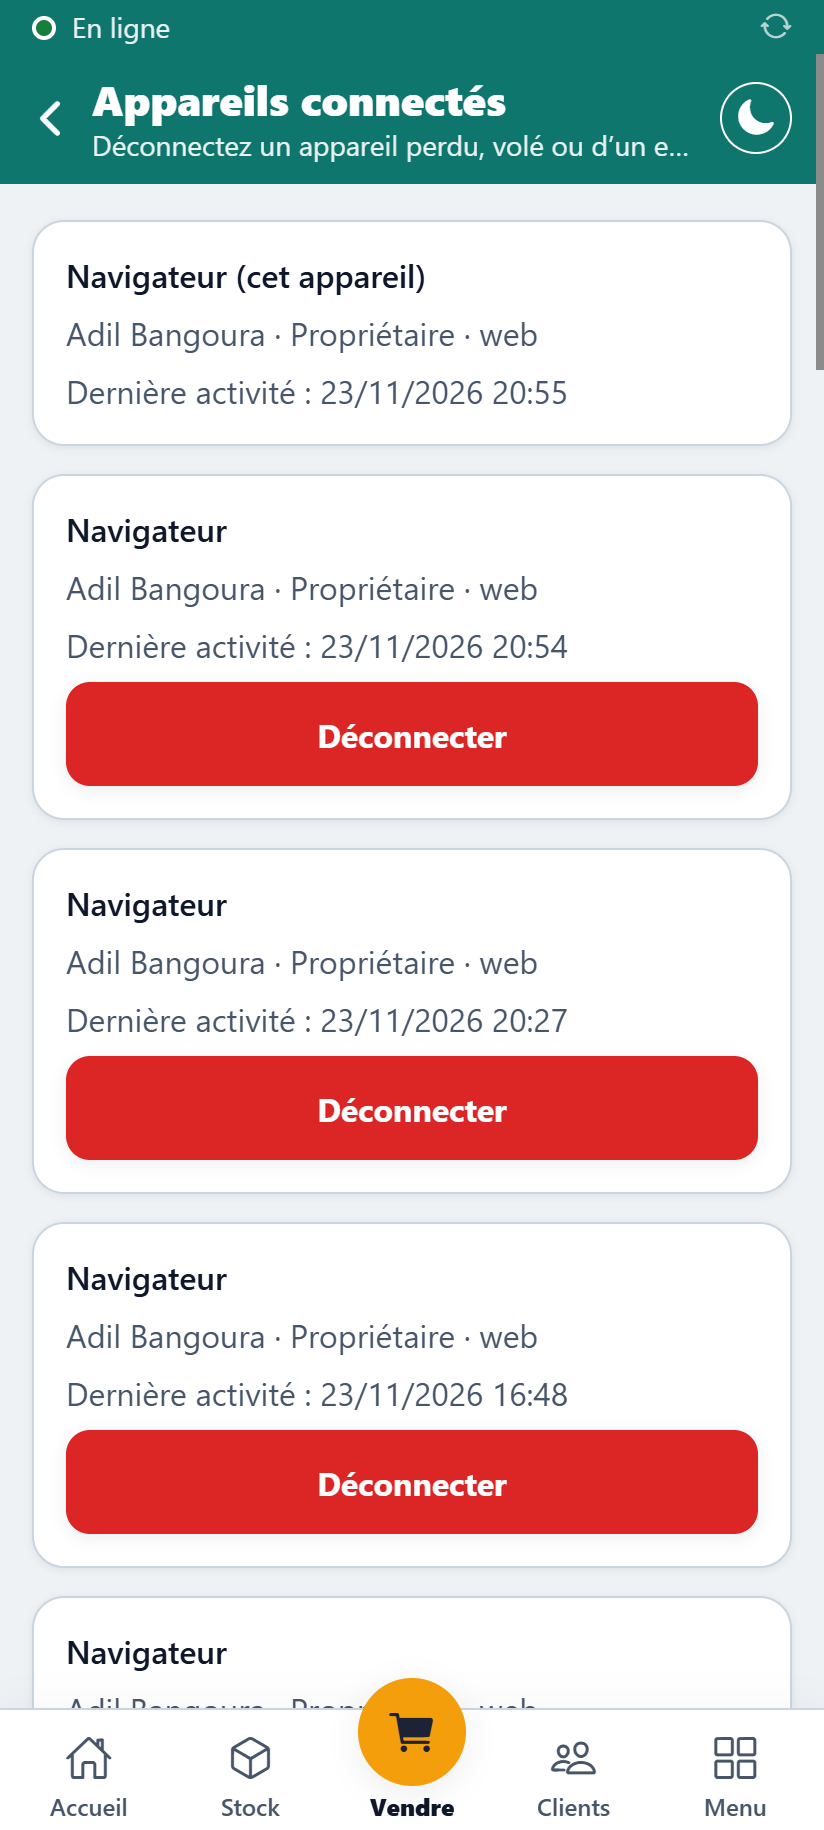 En ligne
Appareils connectés
Déconnectez un appareil perdu, volé ou d’un e...
Navigateur (cet appareil)
Adil Bangoura · Propriétaire · web
Dernière activité : 23/11/2026 20:55
Navigateur
Adil Bangoura · Propriétaire · web
Dernière activité : 23/11/2026 20:54
Déconnecter
Navigateur
Adil Bangoura · Propriétaire · web
Dernière activité : 23/11/2026 20:27
Déconnecter
Navigateur
Adil Bangoura · Propriétaire · web
Dernière activité : 23/11/2026 16:48
Déconnecter
Navigateur
Accueil
Stock
Vendre
Clients
Menu